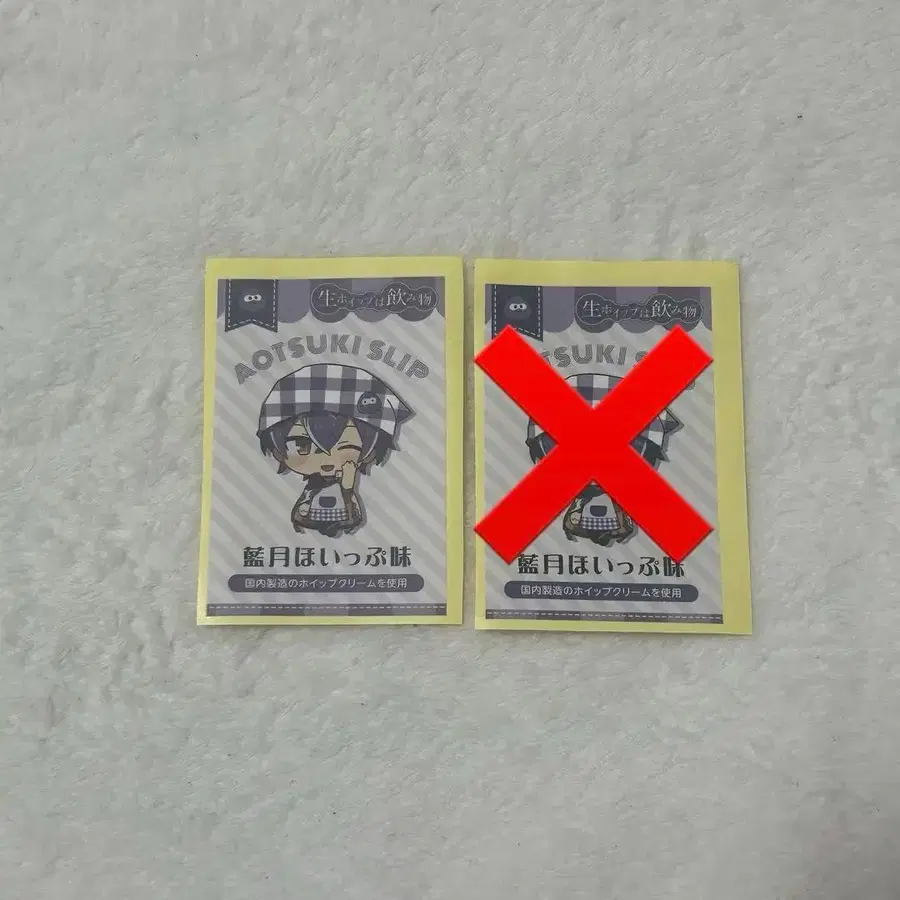 生ホイップは飲み物
AOTSUKI SLIP
藍月ほいっぷ味
国内製造のホイップクリームを使用
生ホイップは飲み物
TSUKI S
藍月ほいっぷ味
国内製造のホイップクリームを使用